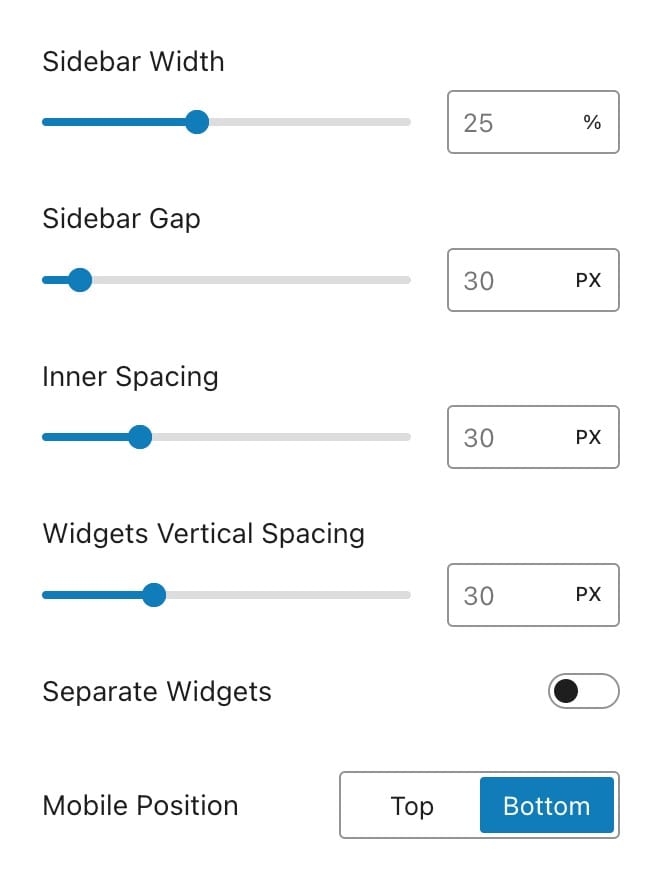 Sidebar Width
25 %
Sidebar Gap
30 PX
Inner Spacing
30 PX
Widgets Vertical Spacing
30 PX
Separate Widgets
Mobile Position Top Bottom